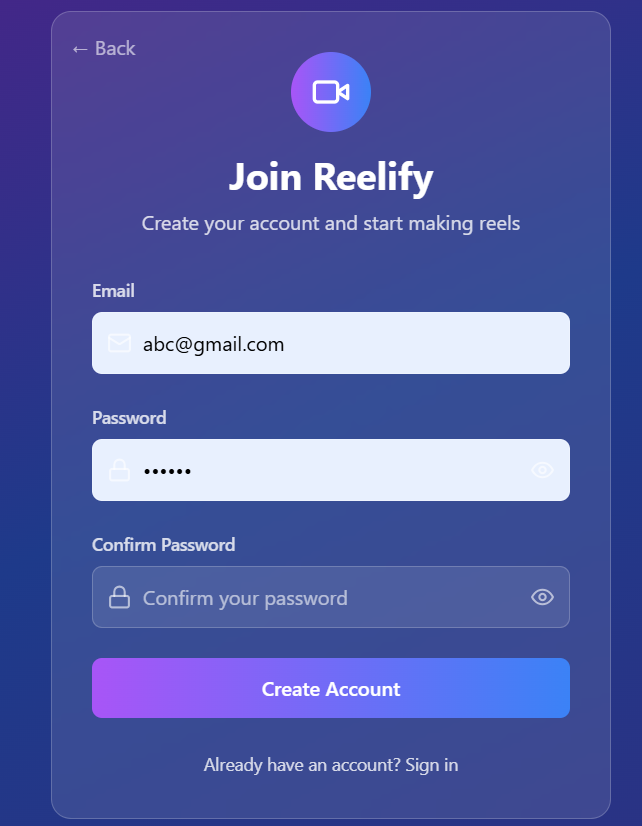 ← Back
Join Reelify
Create your account and start making reels
Email
abc@gmail.com
Password
••••••
Confirm Password
Confirm your password
Create Account
Already have an account? Sign in